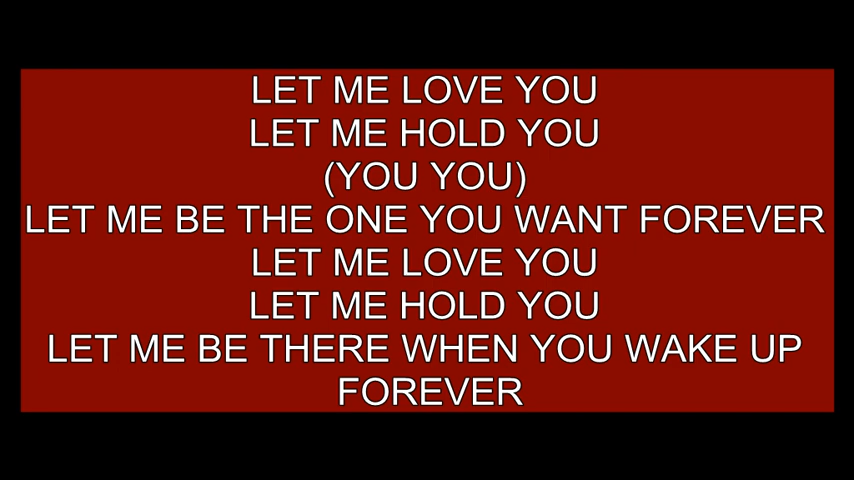 LET ME LOVE YOU
LET ME HOLD YOU
(YOU YOU)
LET ME BE THE ONE YOU WANT FOREVER
LET ME LOVE YOU
LET ME HOLD YOU
LET ME BE THERE WHEN YOU WAKE UP
FOREVER